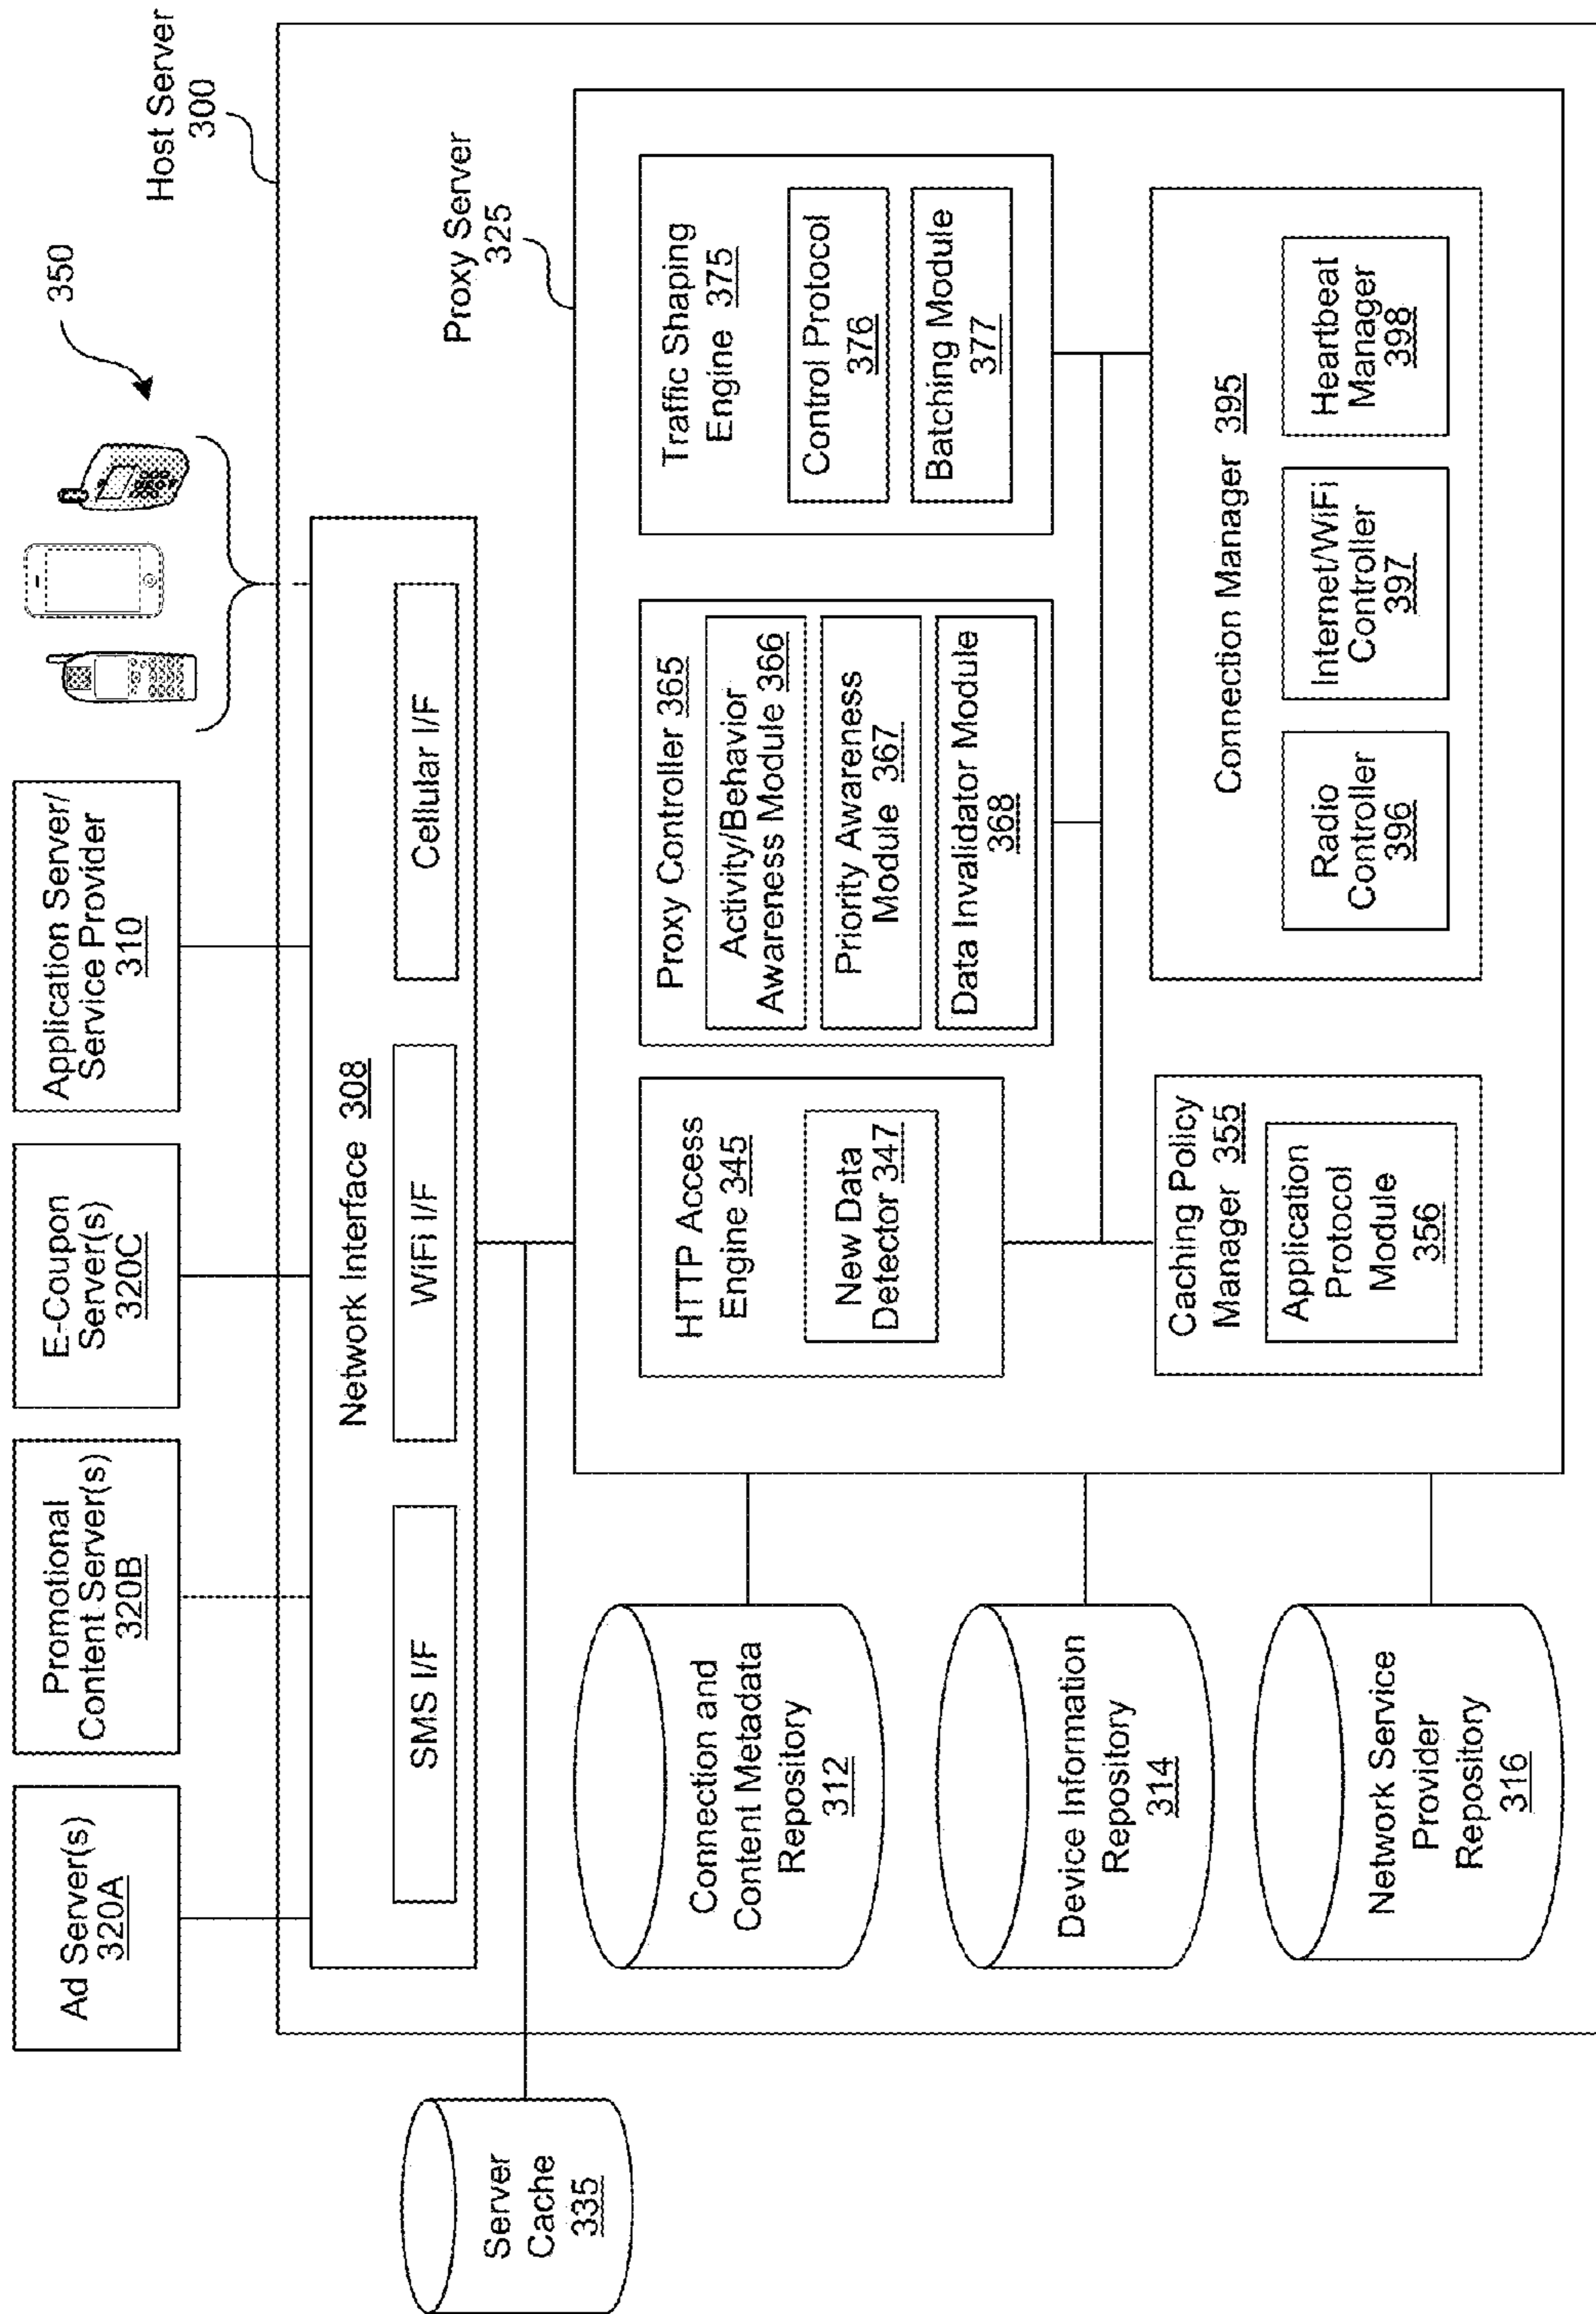 Ad Server(s)
320A
Promotional
Content Server(s)
320B
E-Coupon
Server(s)
320C
Application Server/
Service Provider
310
350
Host Server
300
Network Interface 308
SMS I/F
WiFi I/F
Cellular I/F
Server
Cache
335
Proxy Server
325
Connection and
Content Metadata
Repository
312
Device Information
Repository
314
Network Service
Provider
Repository
316
HTTP Access
Engine 345
New Data
Detector 347
Proxy Controller 365
Activity/Behavior
Awareness Module 366
Priority Awareness
Module 367
Data Invalidator Module
368
Traffic Shaping
Engine 375
Control Protocol
376
Batching Module
377
Caching Policy
Manager 355
Application
Protocol
Module
356
Connection Manager 395
Radio
Controller
396
Internet/WiFi
Controller
397
Heartbeat
Manager
398